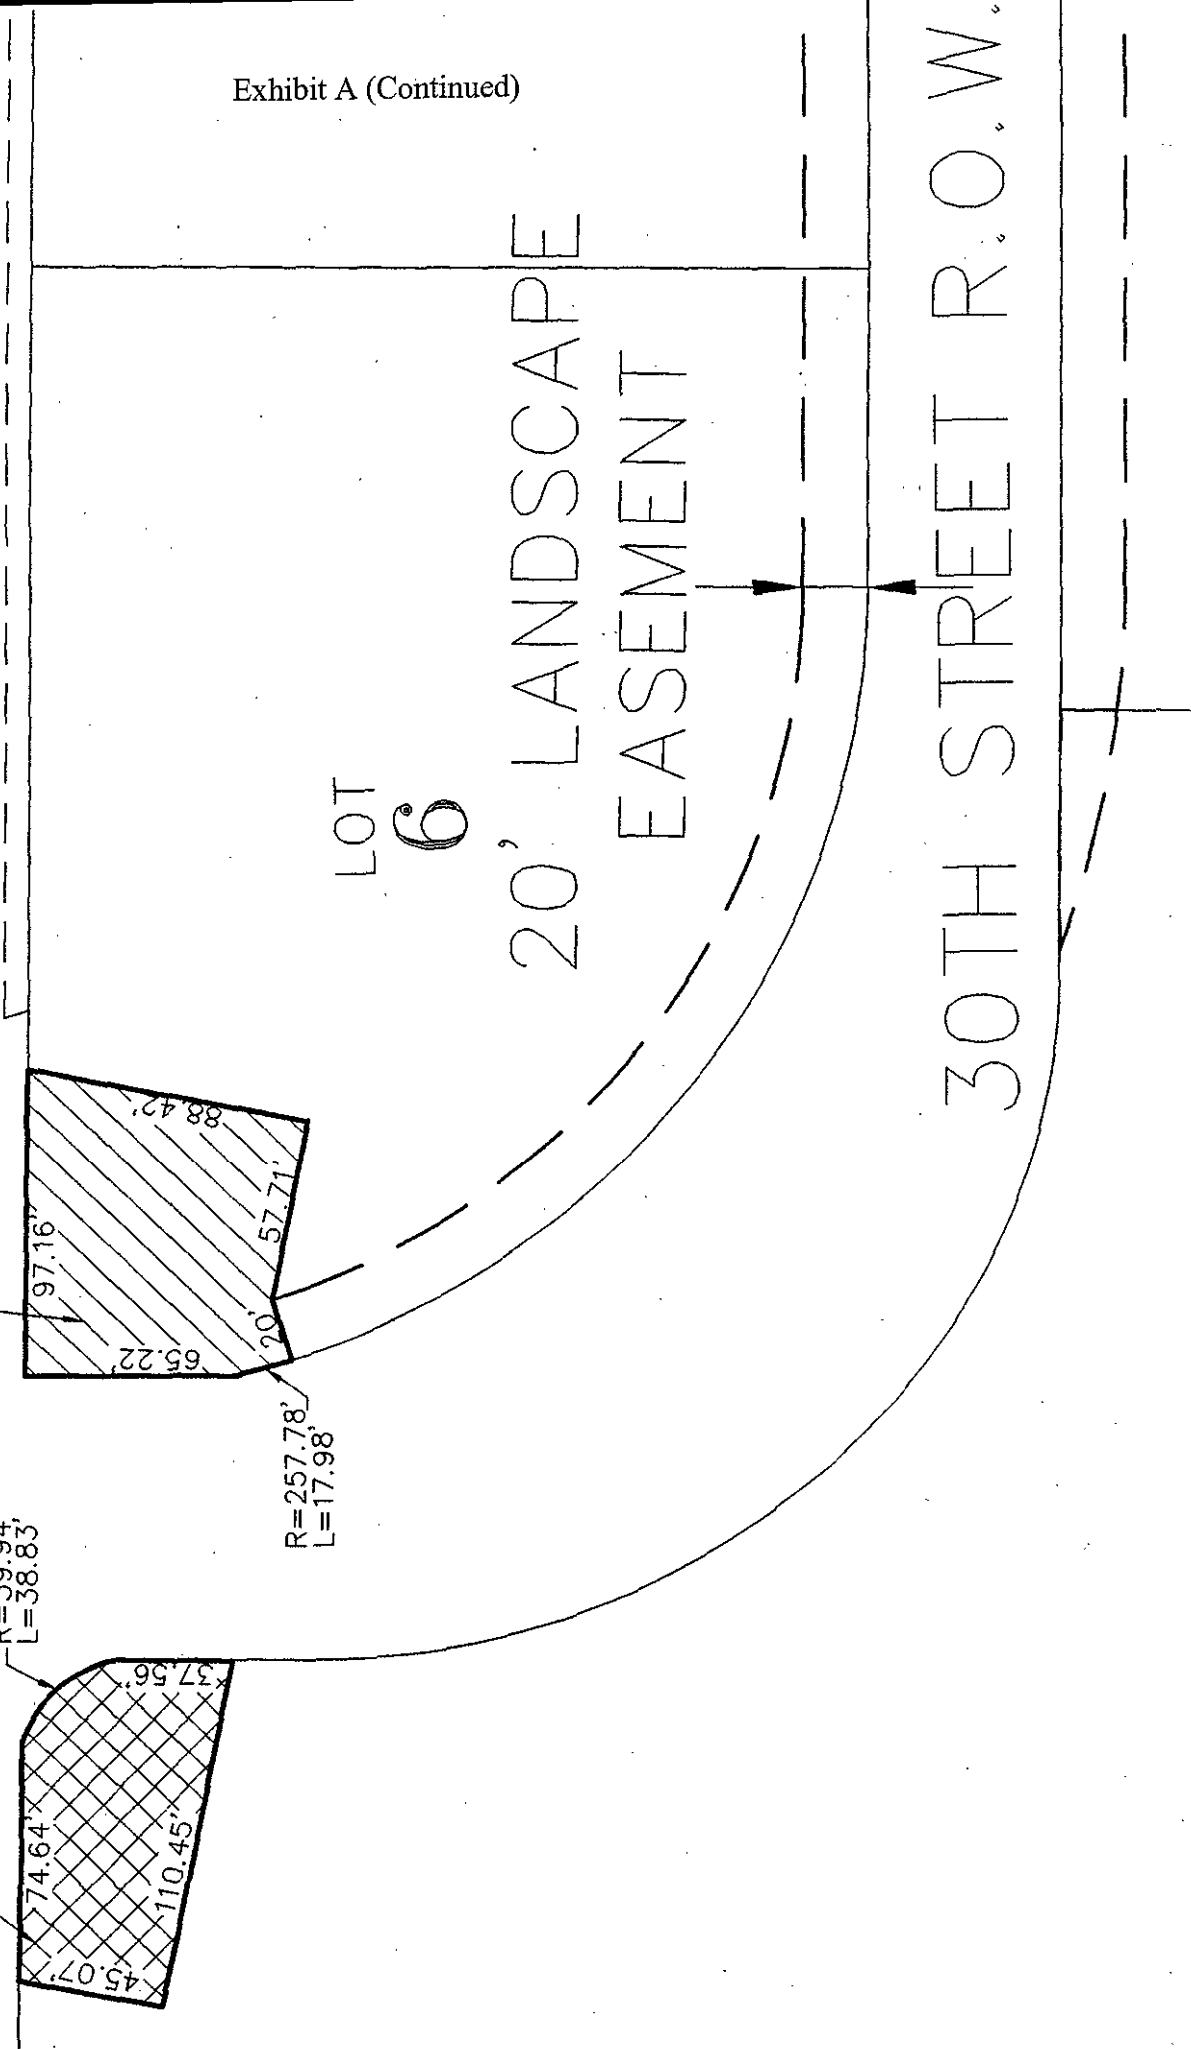 Exhibit A (Continued)
20' LANDSCAPE
EASEMENT
LOT
6
30TH STREET R.O.W.
97.16'
88.42'
57.71'
20'
65.22'
R=257.78'
L=17.98'
L=38.83'
37.56'
74.64'
110.45'
45.07'